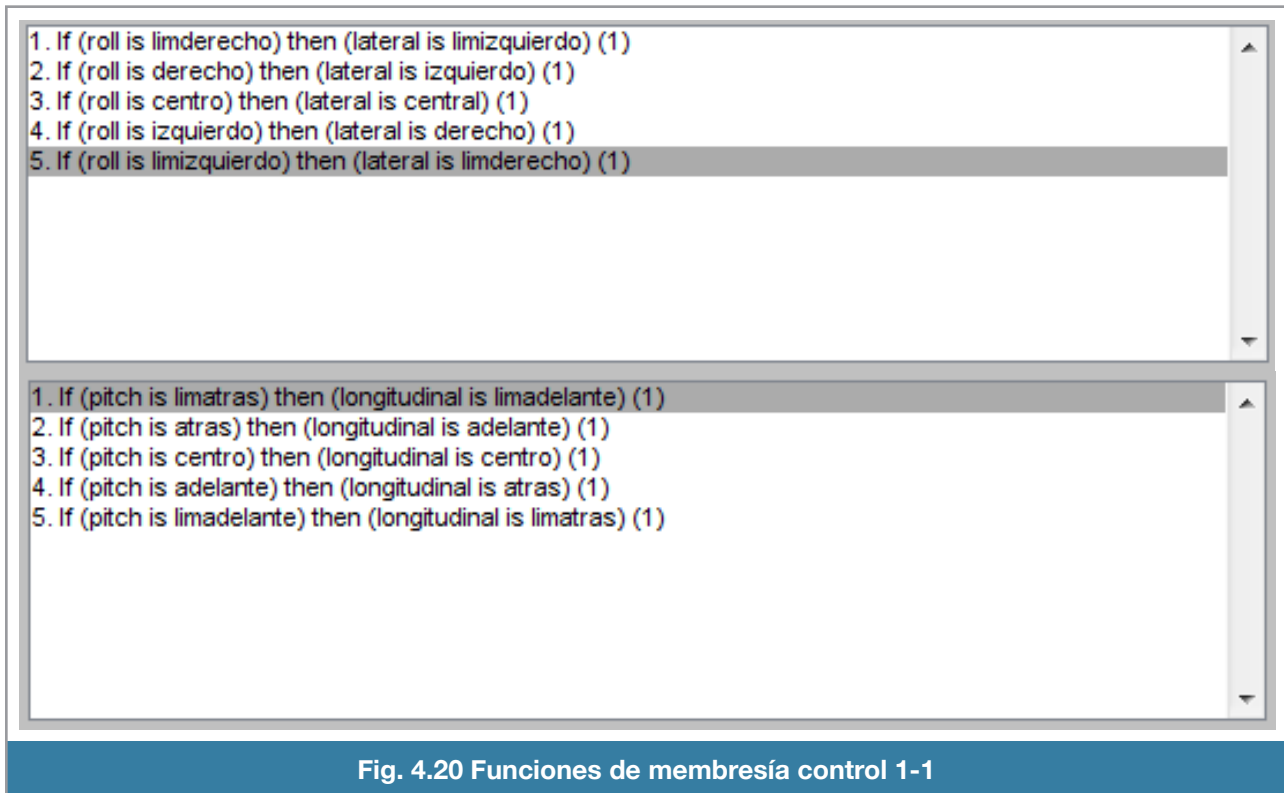 1. If (roll is limderecho) then (lateral is limizquierdo) (1)
2. If (roll is derecho) then (lateral is izquierdo) (1)
3. If (roll is centro) then (lateral is central) (1)
4. If (roll is izquierdo) then (lateral is derecho) (1)
5. If (roll is limizquierdo) then (lateral is limderecho) (1)
1. If (pitch is limatras) then (longitudinal is limadelante) (1)
2. If (pitch is atras) then (longitudinal is adelante) (1)
3. If (pitch is centro) then (longitudinal is centro) (1)
4. If (pitch is adelante) then (longitudinal is atras) (1)
5. If (pitch is limadelante) then (longitudinal is limatras) (1)
Fig. 4.20 Funciones de membresía control 1-1